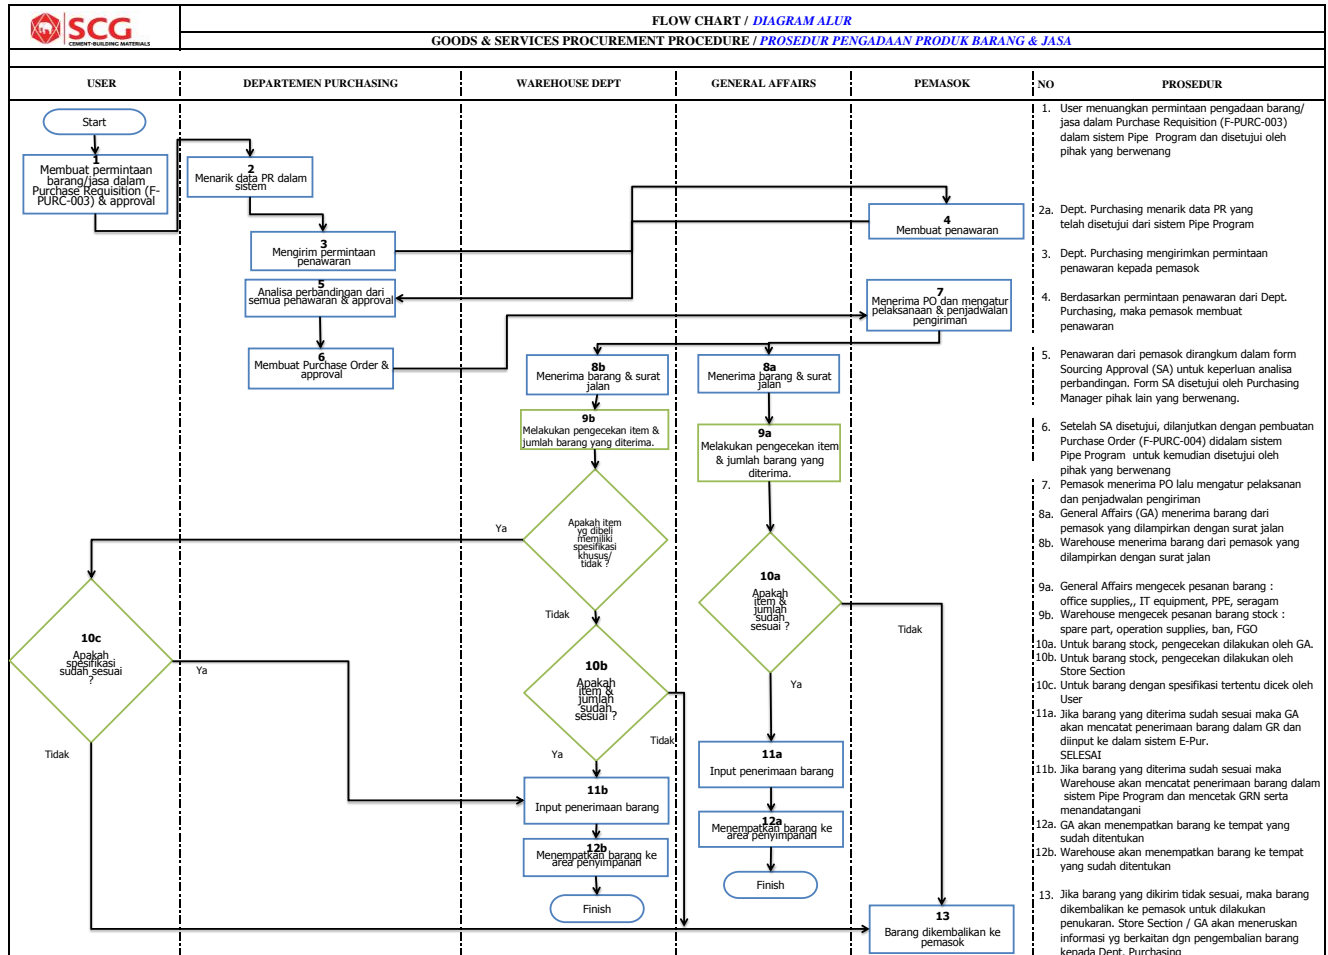 SCG
CEMENT-BUILDING MATERIALS
FLOW CHART / DIAGRAM ALUR
GOODS & SERVICES PROCUREMENT PROCEDURE / PROSEDUR PENGADAAN PRODUK BARANG & JASA
USER
DEPARTEMEN PURCHASING
WAREHOUSE DEPT
GENERAL AFFAIRS
PEMASOK
NO
PROSEDUR
Start
1
Membuat permintaan
barang/jasa dalam
Purchase Requisition (F-
PURC-003) & approval
2
Menarik data PR dalam
sistem
3
Mengirim permintaan
penawaran
4
Membuat penawaran
5
Analisa perbandingan dari
semua penawaran & approval
6
Membuat Purchase Order &
approval
7
Menerima PO dan mengatur
pelaksanaan & penjadwalan
pengiriman
8b
Menerima barang & surat
jalan
8a
Menerima barang & surat
jalan
9b
Melakukan pengecekan item &
jumlah barang yang diterima.
9a
Melakukan pengecekan item
& jumlah barang yang
diterima.
Apakah item
yg dibeli
memiliki
spesifikasi
khusus/
tidak ?
Ya
Tidak
10a
Apakah
item &
jumlah
sudah
sesuai ?
Tidak
Ya
10c
Apakah
spesifikasi
sudah sesuai
?
Ya
Tidak
10b
Apakah
item &
jumlah
sudah
sesuai ?
Tidak
Ya
11a
Input penerimaan barang
11b
Input penerimaan barang
12a
Menempatkan barang ke
area penyimpanan
12b
Menempatkan barang ke
area penyimpanan
Finish
Finish
13
Barang dikembalikan ke
pemasok
1. User menuangkan permintaan pengadaan barang/
jasa dalam Purchase Requisition (F-PURC-003)
dalam sistem Pipe Program dan disetujui oleh
pihak yang berwenang
2a. Dept. Purchasing menarik data PR yang
telah disetujui dari sistem Pipe Program
3. Dept. Purchasing mengirimkan permintaan
penawaran kepada pemasok
4. Berdasarkan permintaan penawaran dari Dept.
Purchasing, maka pemasok membuat
penawaran
5. Penawaran dari pemasok dirangkum dalam form
Sourcing Approval (SA) untuk keperluan analisa
perbandingan. Form SA disetujui oleh Purchasing
Manager pihak lain yang berwenang.
6. Setelah SA disetujui, dilanjutkan dengan pembuatan
Purchase Order (F-PURC-004) didalam sistem
Pipe Program untuk kemudian disetujui oleh
pihak yang berwenang
7. Pemasok menerima PO lalu mengatur pelaksanan
dan penjadwalan pengiriman
8a. General Affairs (GA) menerima barang dari
pemasok yang dilampirkan dengan surat jalan
8b. Warehouse menerima barang dari pemasok yang
dilampirkan dengan surat jalan
9a. General Affairs mengecek pesanan barang :
office supplies,, IT equipment, PPE, seragam
9b. Warehouse mengecek pesanan barang stock :
spare part, operation supplies, ban, FGO
10a. Untuk barang stock, pengecekan dilakukan oleh GA.
10b. Untuk barang stock, pengecekan dilakukan oleh
Store Section
10c. Untuk barang dengan spesifikasi tertentu dicek oleh
User
11a. Jika barang yang diterima sudah sesuai maka GA
akan mencatat penerimaan barang dalam GR dan
diinput ke dalam sistem E-Pur.
SELESAI
11b. Jika barang yang diterima sudah sesuai maka
Warehouse akan mencatat penerimaan barang dalam
sistem Pipe Program dan mencetak GRN serta
menandatangani
12a. GA akan menempatkan barang ke tempat yang
sudah ditentukan
12b. Warehouse akan menempatkan barang ke tempat
yang sudah ditentukan
13. Jika barang yang dikirim tidak sesuai, maka barang
dikembalikan ke pemasok untuk dilakukan
penukaran. Store Section / GA akan meneruskan
informasi yg berkaitan dgn pengembalian barang
kepada Dept. Purchasing